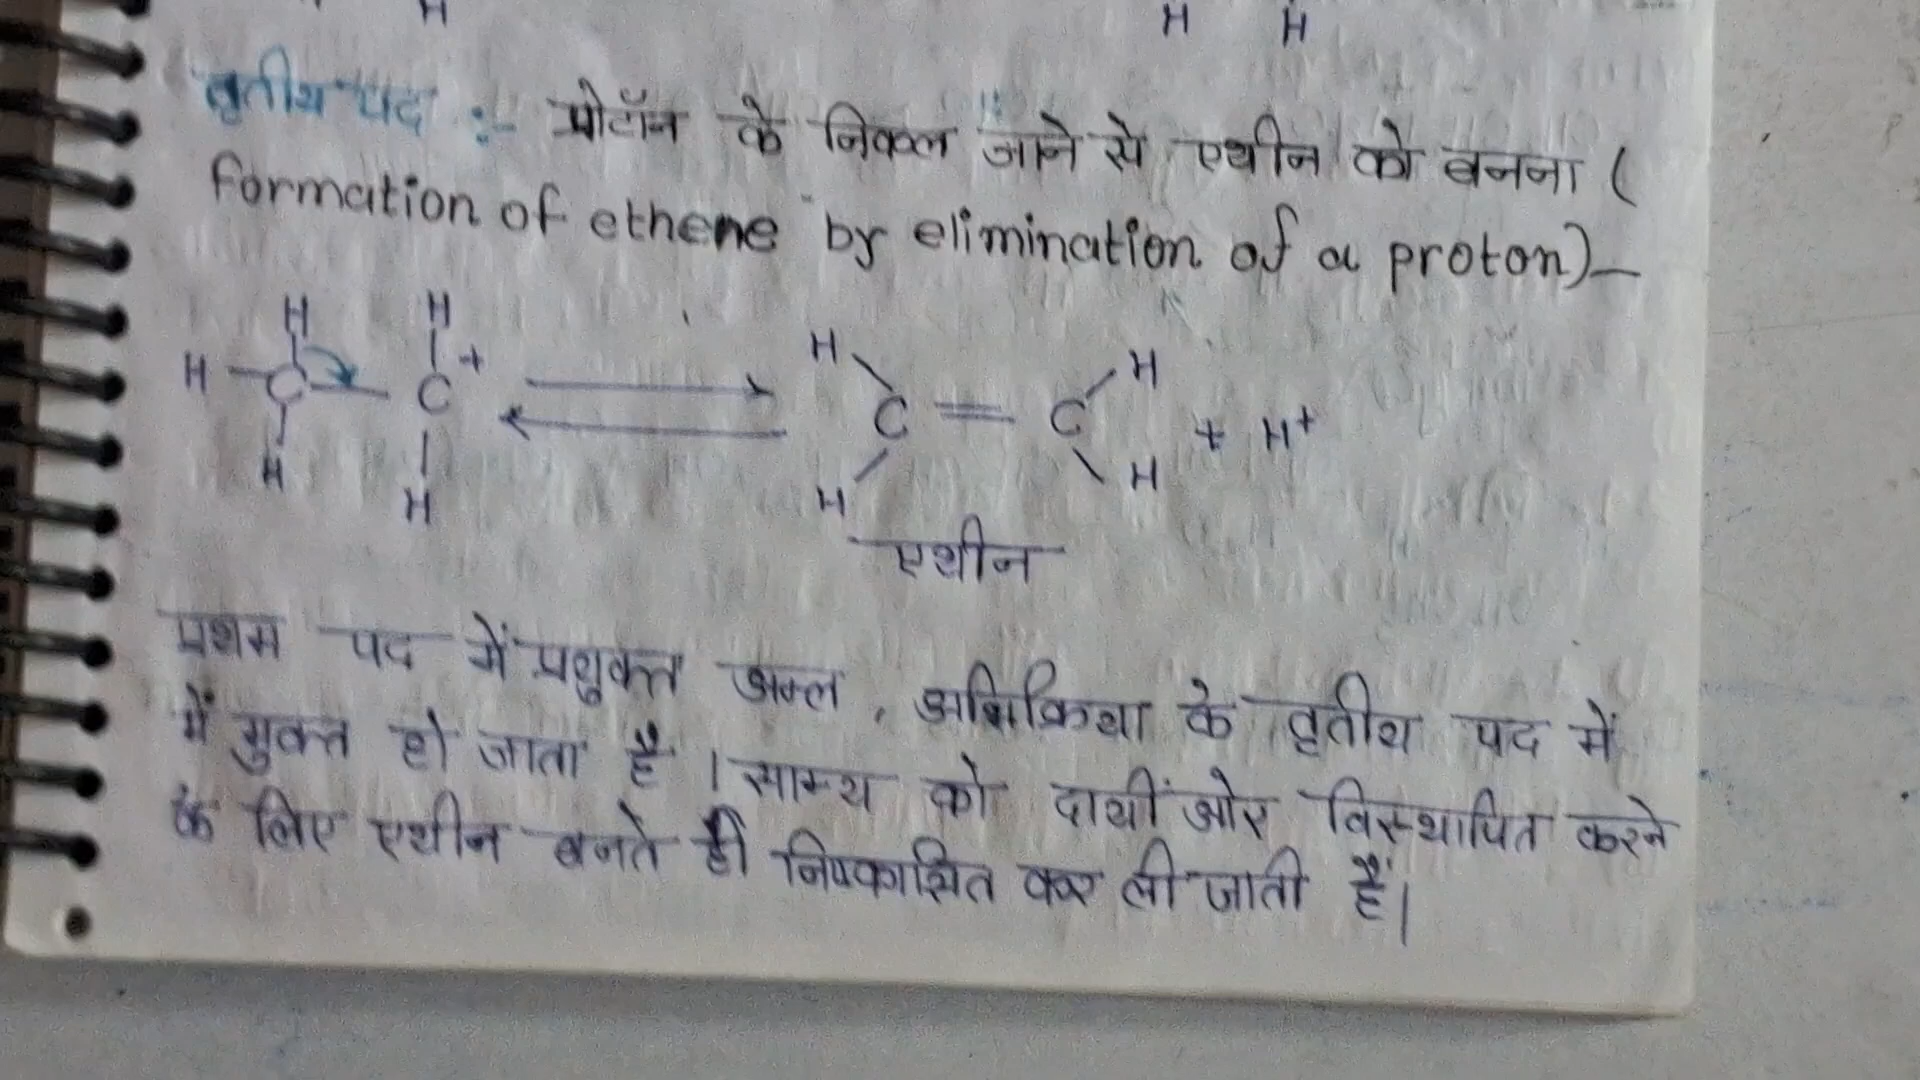 H H H
तृतीय पद :- प्रोटॉन के निकल जाने से एथीन को बनना (
formation of ethene by elimination of a proton)—
H H
H — C — C + ⇌ H H C = C H H + H+
H H
एथीन
प्रथम पद में प्रयुक्त अम्ल, अभिक्रिया के तृतीय पद में
में मुक्त हो जाता है । साम्य को दायीं ओर विस्थापित करने
के लिए एथीन बनते ही निष्कासित कर ली जाती है।